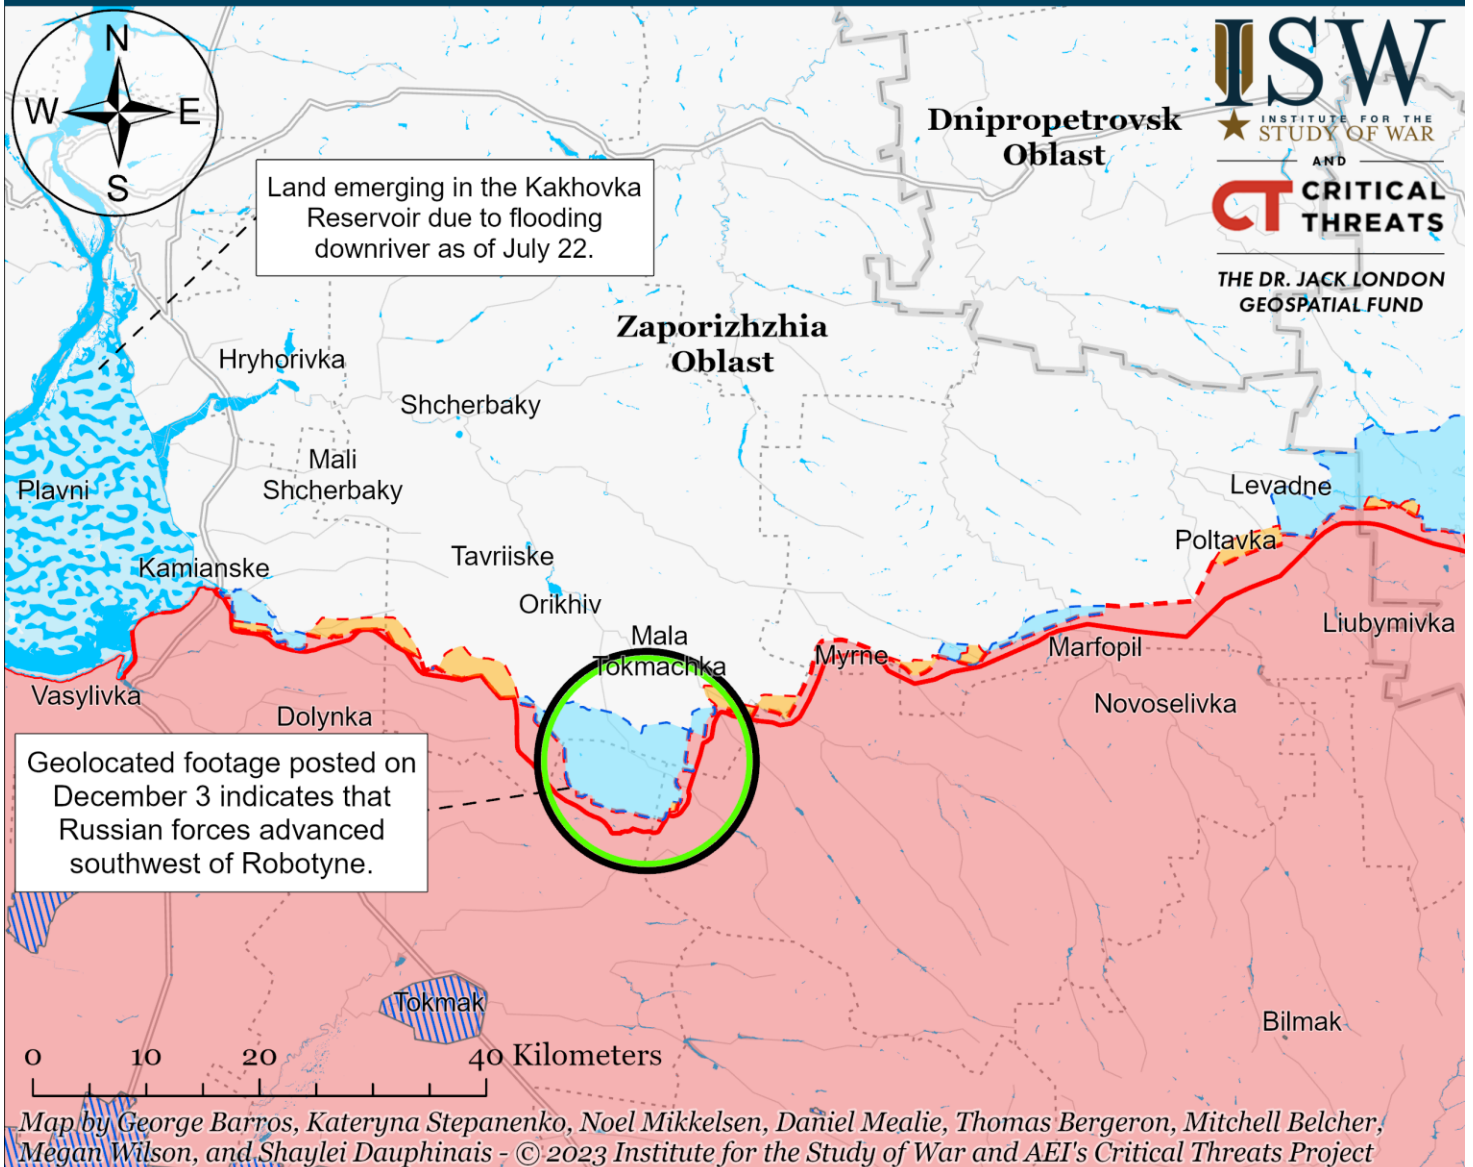 N
W
E
S
ISW
INSTITUTE FOR THE
STUDY OF WAR
AND
CT CRITICAL
THREATS
THE DR. JACK LONDON
GEOSPATIAL FUND
Dnipropetrovsk
Oblast
Land emerging in the Kakhovka
Reservoir due to flooding
downriver as of July 22.
Zaporizhzhia
Oblast
Hryhorivka
Shcherbaky
Mali
Shcherbaky
Plavni
Levadne
Poltavka
Tavriiske
Kamianske
Orikhiv
Mala
Tokmachka
Myrne
Marfopil
Liubymivka
Vasylivka
Dolynka
Novoselivka
Geolocated footage posted on
December 3 indicates that
Russian forces advanced
southwest of Robotyne.
Tokmak
Bilmak
0 10 20 40 Kilometers
Map by George Barros, Kateryna Stepanenko, Noel Mikkelsen, Daniel Mealie, Thomas Bergeron, Mitchell Belcher,
Megan Wilson, and Shaylei Dauphinais - © 2023 Institute for the Study of War and AEI's Critical Threats Project